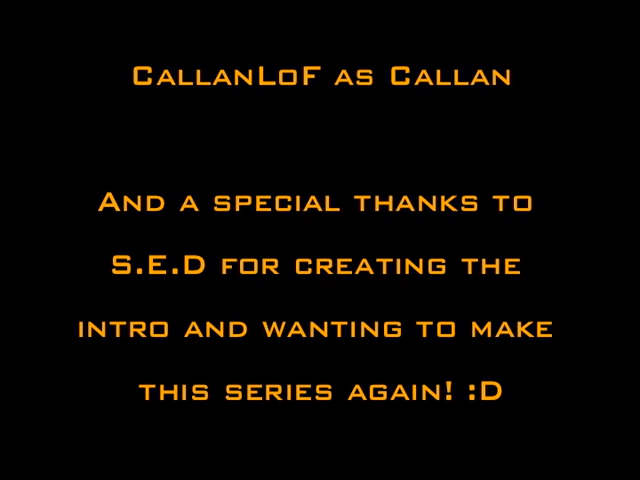 CallanLoF as Callan
And a special thanks to
S.E.D for creating the
intro and wanting to make
this series again! :D